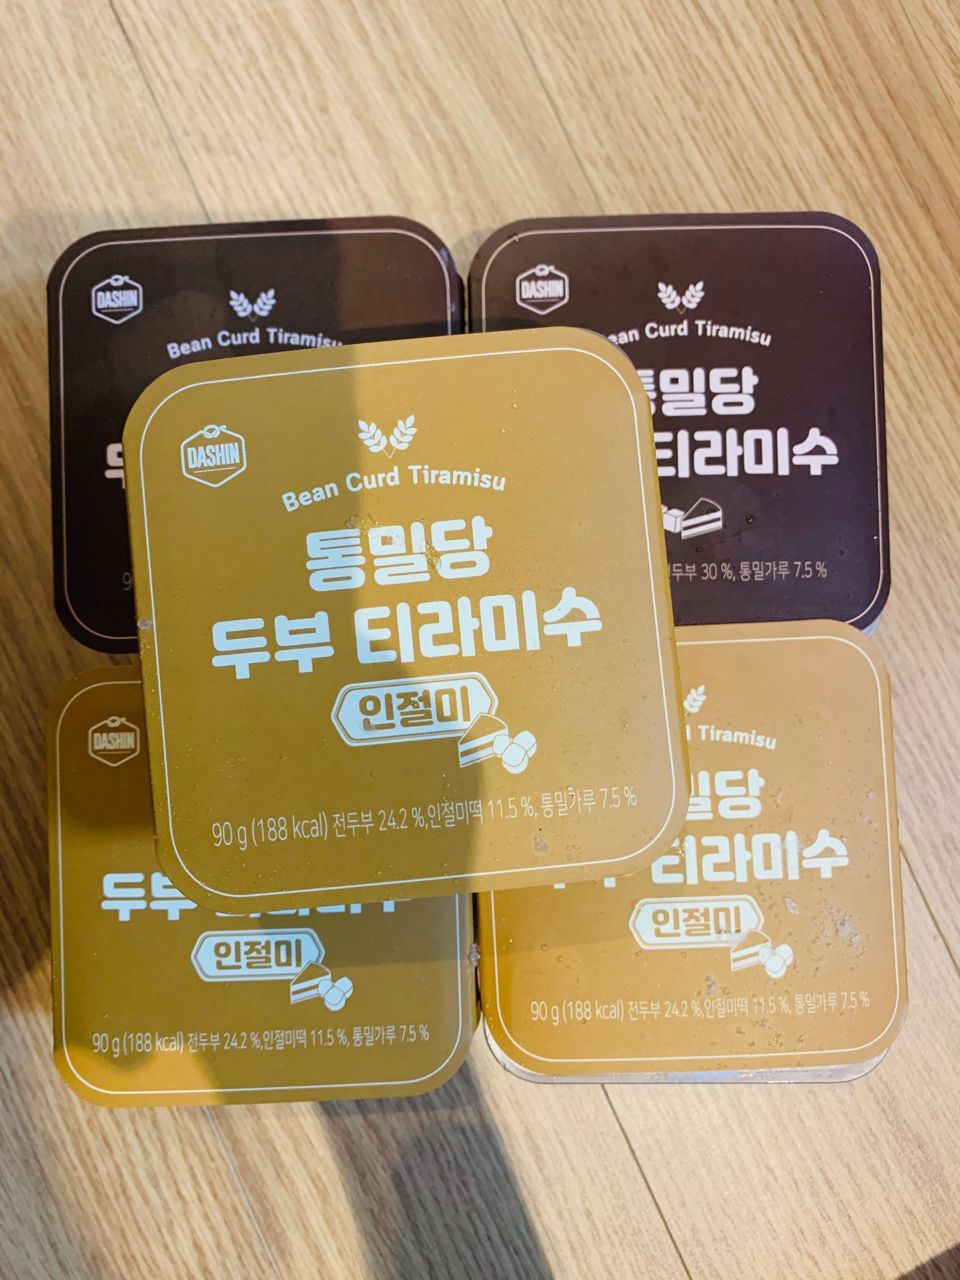 DASHIN
Bean Curd Tiramisu
DASHIN
Curd Tiramisu
밀당
티라미수
전두부 30 %, 통밀가루 7.5 %
DASHIN
Bean Curd Tiramisu
통밀당
두부 티라미수
인절미
90 g (188 kcal) 전두부 24.2 %,인절미떡 11.5 %, 통밀가루 7.5 %
DASHIN
두부
인절미
90 g (188 kcal) 전두부 24.2 %,인절미떡 11.5 %, 통밀가루 7.5 %
Tiramisu
밀당
티라미수
인절미
90 g (188 kcal) 전두부 24.2 %,인절미떡 11.5 %, 통밀가루 7.5 %